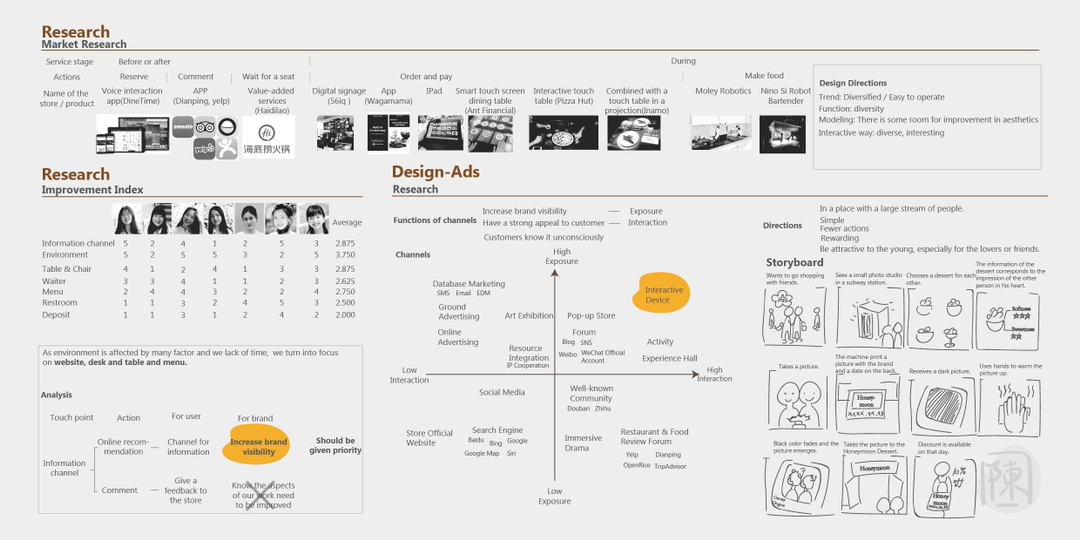 Research
Market Research
Service stage
Before or after
During
Actions
Reserve
Comment
Wait for a seat
Order and pay
Make food
Name of the
store / product
Voice interaction
app(DineTime)
APP
(Dianping, yelp)
Value-added
services
(Haidilao)
Digital signage
(56iq )
App
(Wagamama)
IPad
Smart touch screen
dining table
(Ant Financial)
Interactive touch
table (Pizza Hut)
Combined with a
touch table in a
projection(Inamo)
Moley Robotics
Nino Si Robot
Bartender
海底捞火锅
Design Directions
Trend: Diversified / Easy to operate
Function: diversity
Modeling: There is some room for improvement in aesthetics
Interactive way: diverse, interesting
Research
Improvement Index
Average
Information channel 5 2 4 1 2 5 3 2.875
Environment 5 2 5 5 3 2 5 3.750
Table & Chair 4 1 2 4 1 3 3 2.875
Waiter 3 3 4 1 1 2 3 2.625
Menu 2 4 4 3 2 2 4 2.750
Restroom 1 1 3 2 4 5 3 2.500
Deposit 1 1 3 1 2 4 2 2.000
As environment is affected by many factor and we lack of time, we turn into focus
on website, desk and table and menu.
Analysis
Touch point
Action
For user
For brand
Information
channel
Online recom-
mendation
Channel for
information
Increase brand
visibility
Should be
given priority
Comment
Give a
feedback to
the store
Know the aspects
of our work need
to be improved
Design-Ads
Research
Functions of channels
Increase brand visibility — Exposure
Have a strong appeal to customer — Interaction
Customers know it unconsciously
Channels
High
Exposure
Database Marketing
SMS Email EDM
Interactive
Device
Ground
Advertising
Art Exhibition
Pop-up Store
Online
Advertising
Forum
Blog SNS
Weibo
WeChat Official
Account
Activity
Resource
Integration
IP Cooperation
Experience Hall
Low
Interaction
High
Interaction
Social Media
Well-known
Community
Douban Zhihu
Store Official
Website
Search Engine
Baidu Bing Google
Google Map Siri
Immersive
Drama
Restaurant & Food
Review Forum
Yelp Dianping
OpenRice TripAdvisor
Low
Exposure
Directions
In a place with a large stream of people.
Simple
Fewer actions
Rewarding
Be attractive to the young, especially for the lovers or friends.
Storyboard
Wants to go shopping
with friends.
Sees a small photo studio
in a subway station.
Chooses a dessert for each
other.
The information of the
dessert corresponds to the
impression of the other
person in his heart.
Softness
☆☆☆
Sweetness
☆☆
Takes a picture.
The machine print a
picture with the brand
and a date on the back.
Honey-
moon
Receives a dark picture.
Uses hands to warm the
picture up.
Black color fades and the
picture emerges.
Takes the picture to the
Honeymoon Dessert.
Honeymoon
Discount is available
on that day.
Honey
moon
陳